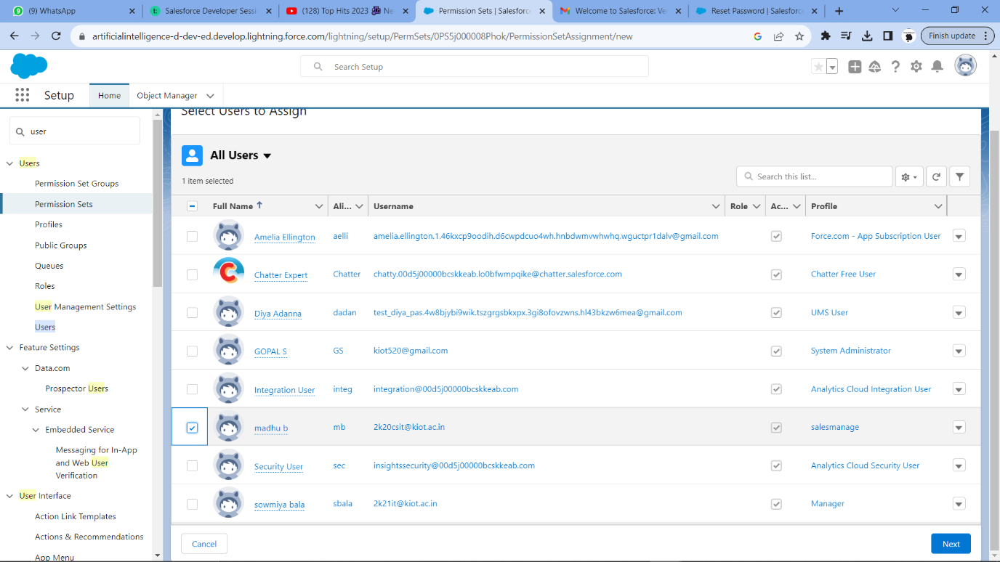 (9) WhatsApp
Salesforce Developer Sessi
(128) Top Hits 2023
Permission Sets | Salesforc
Welcome to Salesforce: Ve
Reset Password | Salesforc
artificialintelligence-d-dev-ed.develop.lightning.force.com/lightning/setup/PermSets/0PS5j000008Phok/PermissionSetAssignment/new
Finish update
Search Setup
Setup
Home
Object Manager
user
Users
Permission Set Groups
Permission Sets
Profiles
Public Groups
Queues
Roles
User Management Settings
Users
Feature Settings
Data.com
Prospector Users
Service
Embedded Service
Messaging for In-App
and Web User
Verification
User Interface
Action Link Templates
Actions & Recommendations
App Menu
Select Users to Assign
All Users
1 item selected
Search this list...
Full Name Ali... Username Role Ac... Profile
Amelia Ellington aelli amelia.ellington.1.46kxcp9oodih.d6cwpdcuo4wh.hnbdwmvwhwhq.wguctpr1dalv@gmail.com Force.com - App Subscription User
Chatter Expert Chatter chatty.00d5j00000bcskkeab.lo0bfwmpqike@chatter.salesforce.com Chatter Free User
Diya Adanna dadan test_diya_pas.4w8bjybi9wik.tszgrgsbkxpx.3gi8ofovzwns.hl43bkzw6mea@gmail.com UMS User
GOPAL S GS kiot520@gmail.com System Administrator
Integration User integ integration@00d5j00000bcskkeab.com Analytics Cloud Integration User
madhu b mb 2k20csit@kiot.ac.in salesmanage
Security User sec insightssecurity@00d5j00000bcskkeab.com Analytics Cloud Security User
sowmiya bala sbala 2k21it@kiot.ac.in Manager
Cancel
Next